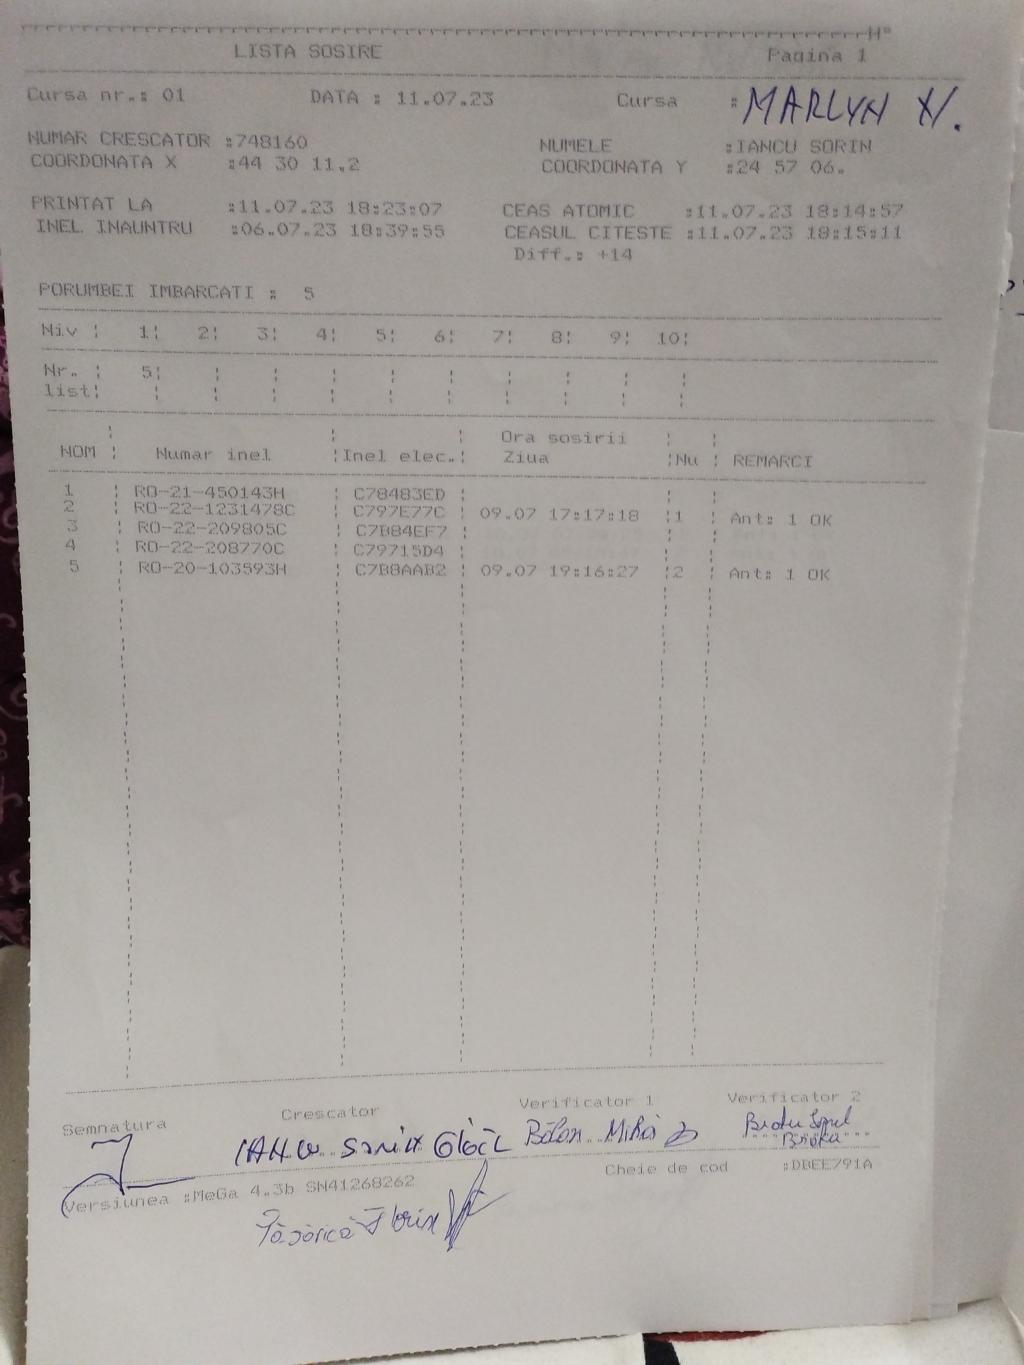 LISTA SOSIRE Pagina 1
Cursa nr.: 01 DATA : 11.07.23 Cursa : MARLYN N.
NUMAR CRESCATOR :748160 NUMELE :IANCU SORIN
COORDONATA X :44 30 11.2 COORDONATA Y :24 57 06.
PRINTAT LA :11.07.23 18:23:07 CEAS ATOMIC :11.07.23 18:14:57
INEL INAUNTRU :06.07.23 18:39:55 CEASUL CITESTE :11.07.23 18:15:11
Diff.: +14
PORUMBEI IMBARCATI : 5
Niv 1 2 3 4 5 6 7 8 9 10
Nr. 5
list
Ora sosirii
NOM Numar inel Inel elec. Ziua Nu REMARCI
1 RO-21-450143H C78483ED
2 RO-22-1231478C C797E77C 09.07 17:17:18 1 Ant: 1 OK
3 RO-22-209805C C7B84EF7
4 RO-22-208770C C79715D4
5 RO-20-103593H C7B8AAB2 09.07 19:16:27 2 Ant: 1 OK
Semnatura Crescator Verificator 1 Verificator 2
Versiunea :MeGa 4.3b SN41268262 Cheie de cod :DBEE791A